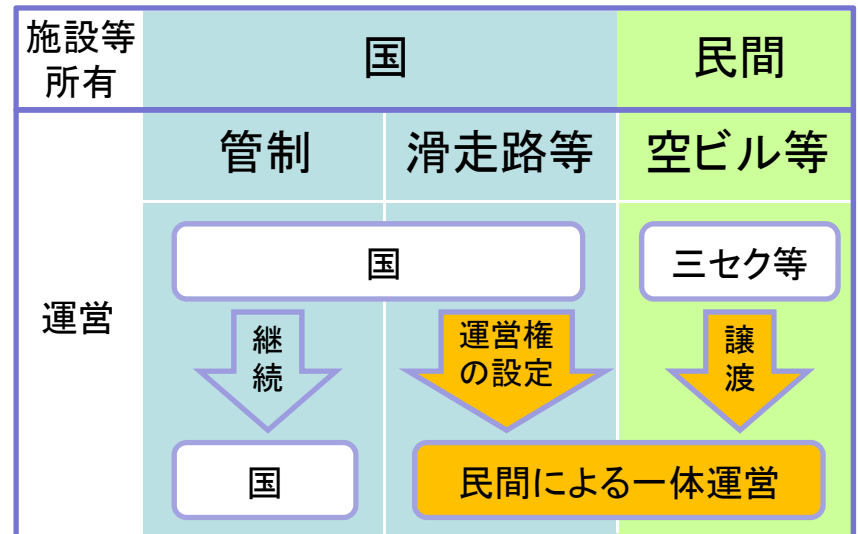 施設等
所有
国
民間
管制
滑走路等
空ビル等
運営
国
三セク等
継
続
運営権
の設定
譲
渡
国
民間による一体運営